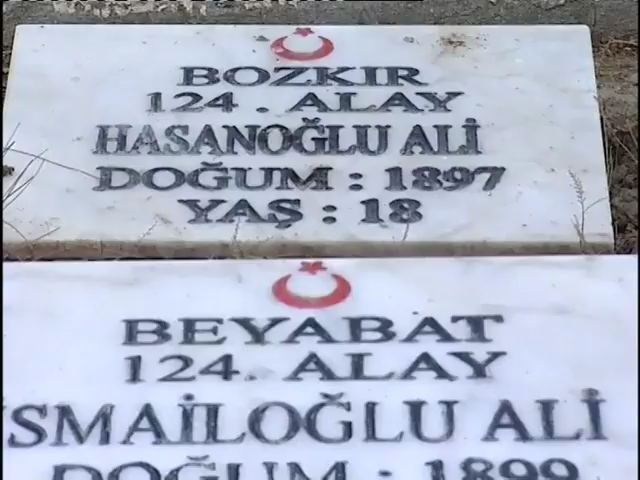 BOZKIR
124. ALAY
HASANOĞLU ALİ
DOĞUM : 1897
YAŞ : 18
BEYABAT
124. ALAY
İSMAİLOĞLU ALİ
DOĞUM : 1899